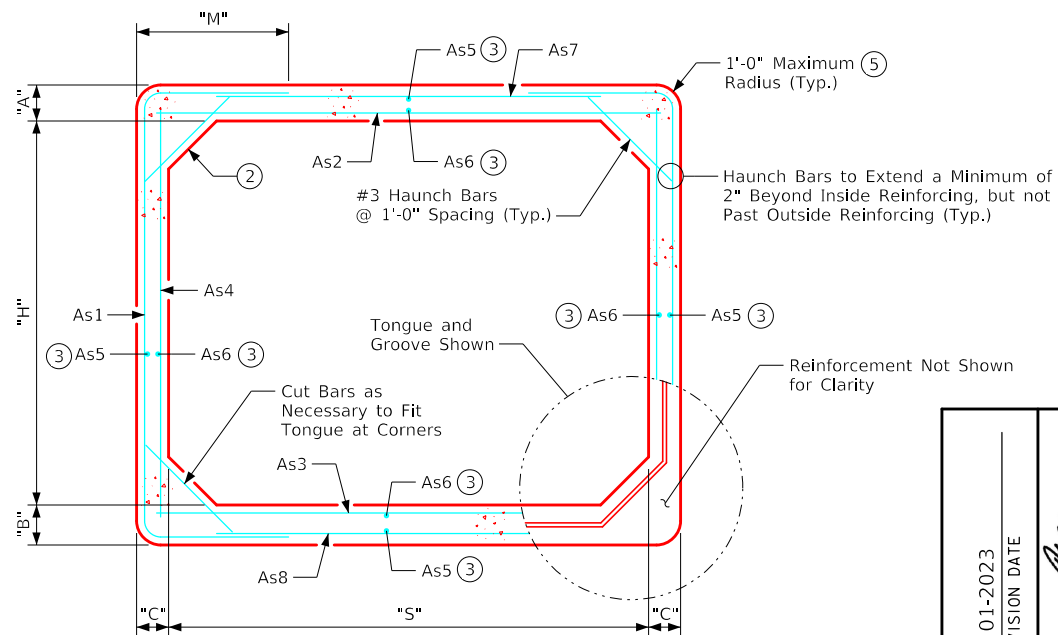 "M"
As5 ③
As7
1'-0" Maximum ⑤
Radius (Typ.)
"A"
As2
As6 ③
②
#3 Haunch Bars
@ 1'-0" Spacing (Typ.)
Haunch Bars to Extend a Minimum of
2" Beyond Inside Reinforcing, but not
Past Outside Reinforcing (Typ.)
"H"
As4
As1
③ As6
As5 ③
Tongue and
Groove Shown
③ As5
As6 ③
Reinforcement Not Shown
for Clarity
Cut Bars as
Necessary to Fit
Tongue at Corners
As3
As6 ③
"B"
As8
As5 ③
"C"
"S"
"C"
01-2023
VISION DATE